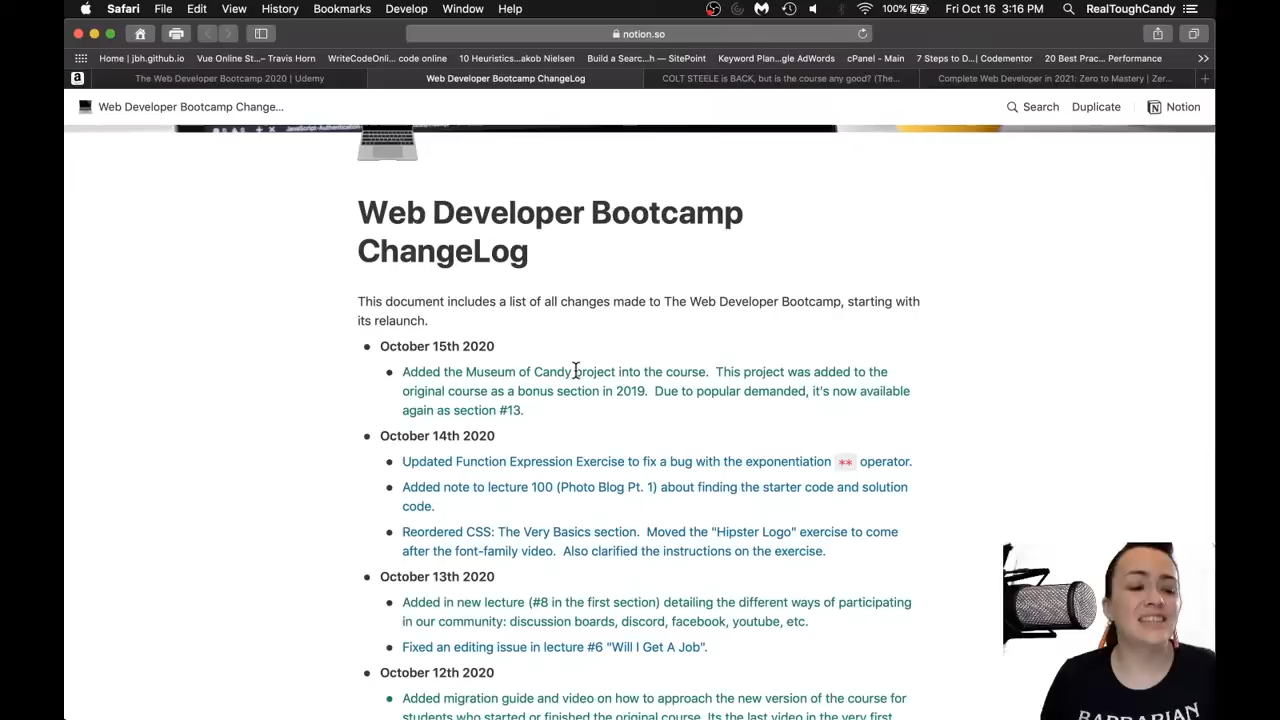 Safari File Edit View History Bookmarks Develop Window Help 100% Fri Oct 16 3:16 PM RealToughCandy
notion.so
Home | jbh.github.io Vue Online St...– Travis Horn WriteCodeOnli... code online 10 Heuristics...akob Nielsen Build a Searc...h — SitePoint Keyword Plan...gle AdWords cPanel - Main 7 Steps to D...| Codementor 20 Best Prac... Performance
a The Web Developer Bootcamp 2020 | Udemy Web Developer Bootcamp ChangeLog COLT STEELE is BACK, but is the course any good? (The... Complete Web Developer in 2021: Zero to Mastery | Zer...
Web Developer Bootcamp Change... Search Duplicate Notion
Web Developer Bootcamp
ChangeLog
This document includes a list of all changes made to The Web Developer Bootcamp, starting with
its relaunch.
October 15th 2020
Added the Museum of Candy project into the course. This project was added to the
original course as a bonus section in 2019. Due to popular demanded, it's now available
again as section #13.
October 14th 2020
Updated Function Expression Exercise to fix a bug with the exponentiation ** operator.
Added note to lecture 100 (Photo Blog Pt. 1) about finding the starter code and solution
code.
Reordered CSS: The Very Basics section. Moved the "Hipster Logo" exercise to come
after the font-family video. Also clarified the instructions on the exercise.
October 13th 2020
Added in new lecture (#8 in the first section) detailing the different ways of participating
in our community: discussion boards, discord, facebook, youtube, etc.
Fixed an editing issue in lecture #6 "Will I Get A Job".
October 12th 2020
Added migration guide and video on how to approach the new version of the course for
students who started or finished the original course. Its the last video in the very first
BARBARIAN